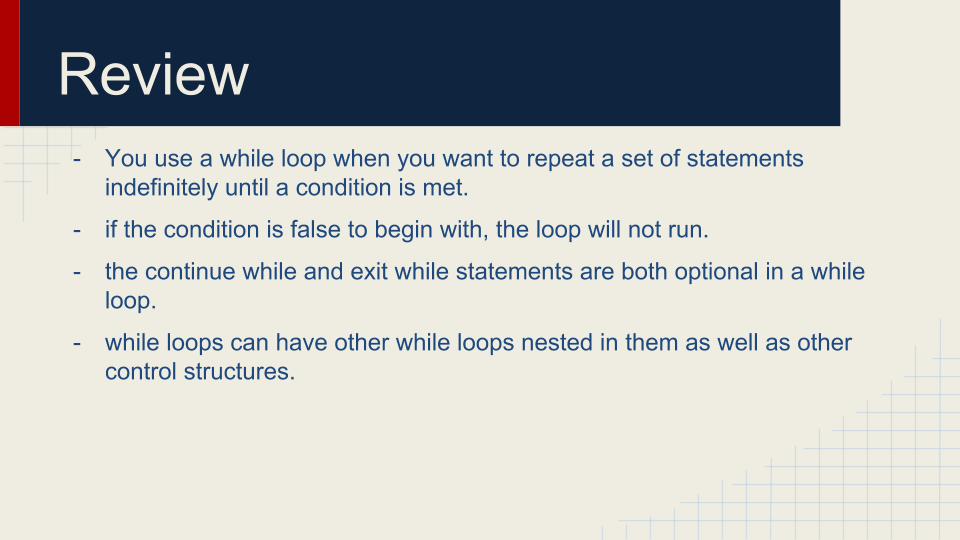 Review
- You use a while loop when you want to repeat a set of statements
indefinitely until a condition is met.
- if the condition is false to begin with, the loop will not run.
- the continue while and exit while statements are both optional in a while
loop.
- while loops can have other while loops nested in them as well as other
control structures.